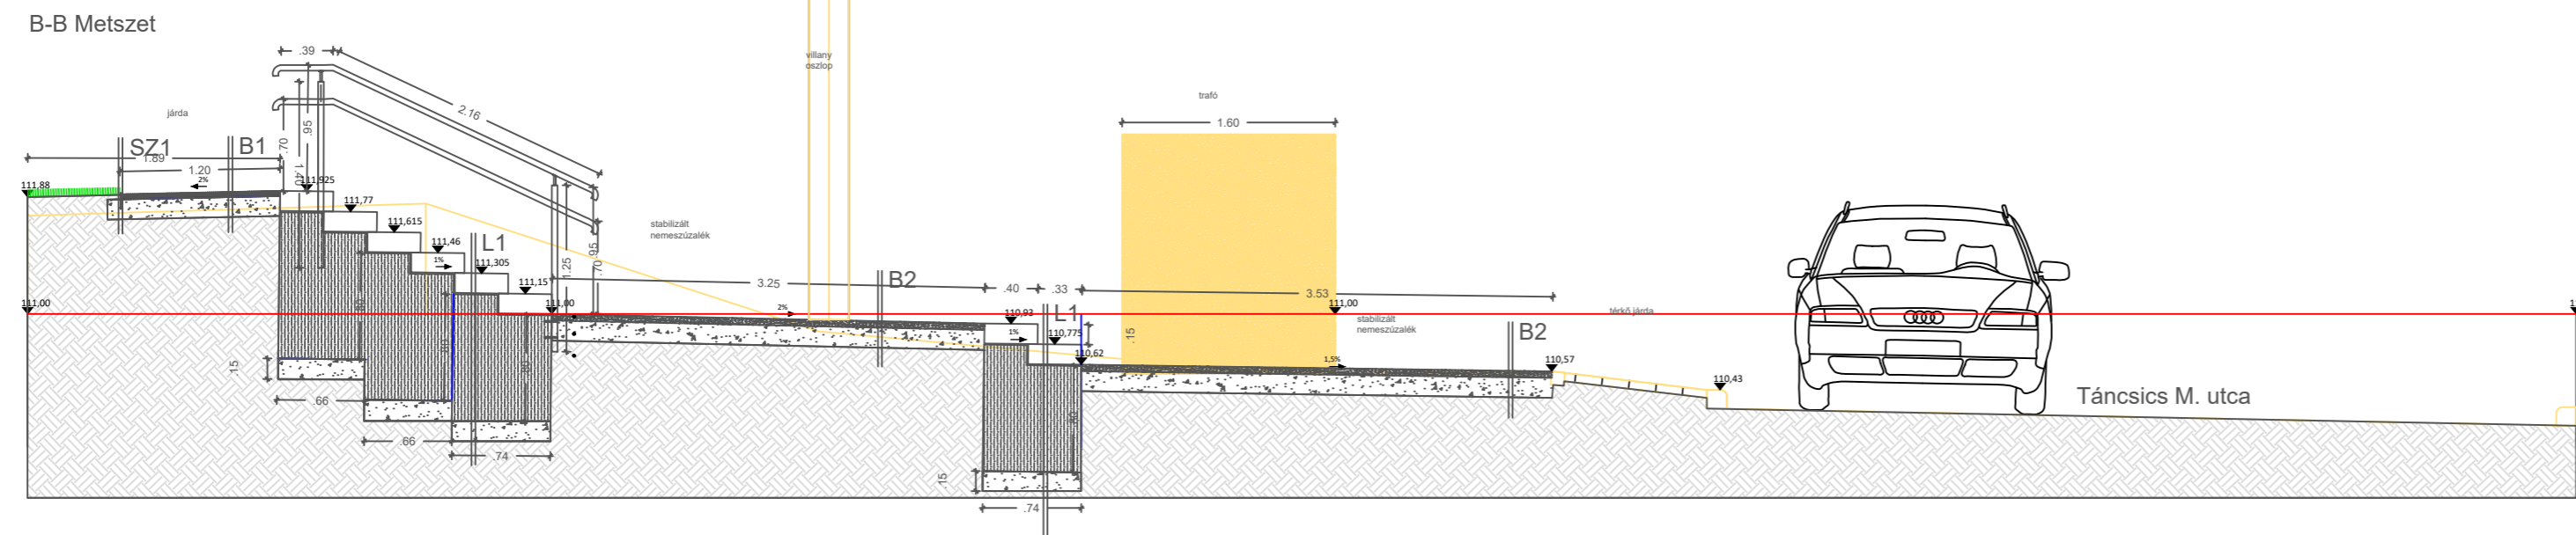 B-B Metszet
.39
villany
oszlop
2.16
trafó
járda
1.60
.95
.70
SZ1
B1
1.89
1.20
1.40
2%
111,88
111,925
111,77
111,615
stabilizált
nemeszúzalék
111,46
L1
1%
111,305
.95
1.25
.70
111,15
3.25
B2
.40
.33
3.53
111,00
111,00
2%
110,93
L1
111,00
térkő járda
stabilizált
nemeszúzalék
1%
110,775
.15
B2
.80
.80
110,62
1,5%
110,57
.15
.80
110,43
.66
Táncsics M. utca
.80
.66
.74
.15
.74